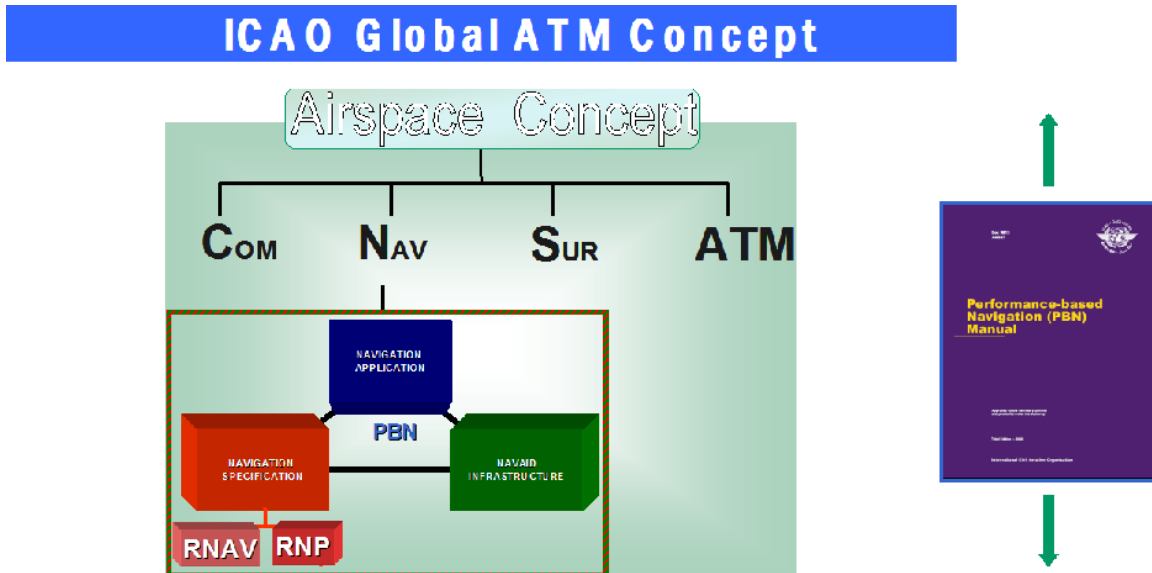 ICAO Global ATM Concept
Airspace Concept
COM NAV SUR ATM
NAVIGATION
APPLICATION
PBN
NAVIGATION
SPECIFICATION
NAVAID
INFRASTRUCTURE
RNAV RNP
Performance-based
Navigation (PBN)
Manual
International Civil Aviation Organization